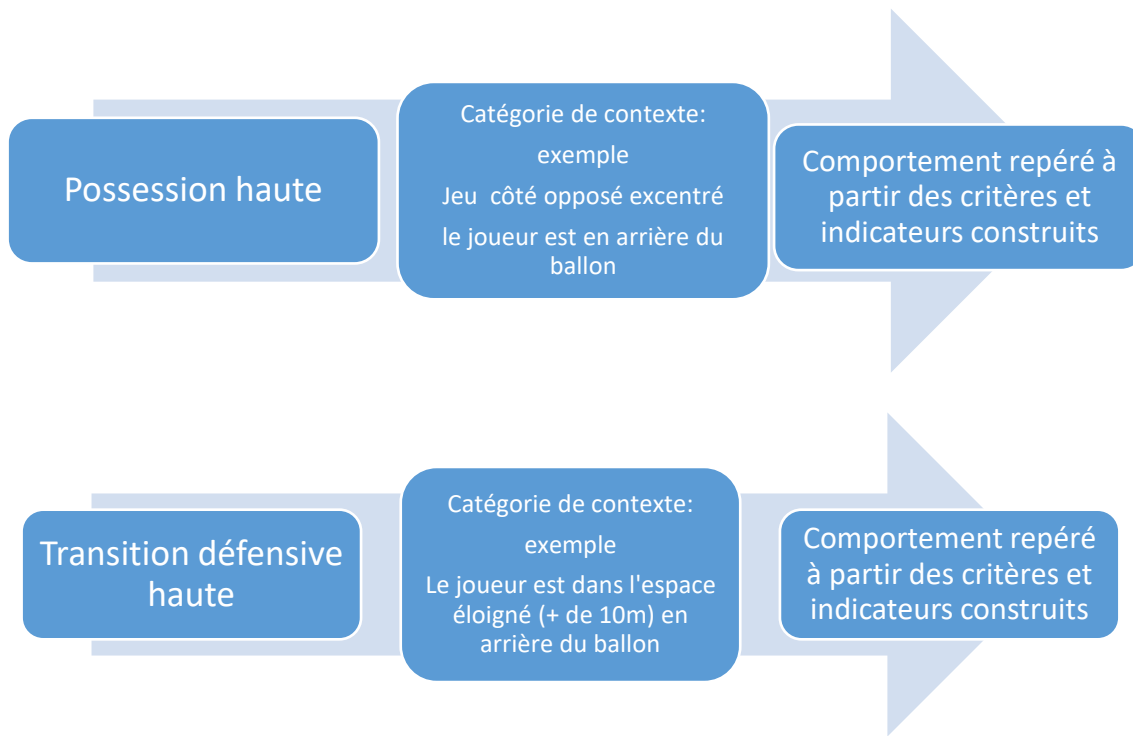 Possession haute
Catégorie de contexte:
exemple
Jeu  côté opposé excentré
le joueur est en arrière du
ballon
Comportement repéré à
partir des critères et
indicateurs construits
Transition défensive
haute
Catégorie de contexte:
exemple
Le joueur est dans l'espace
éloigné (+ de 10m) en
arrière du ballon
Comportement repéré
à partir des critères et
indicateurs construits